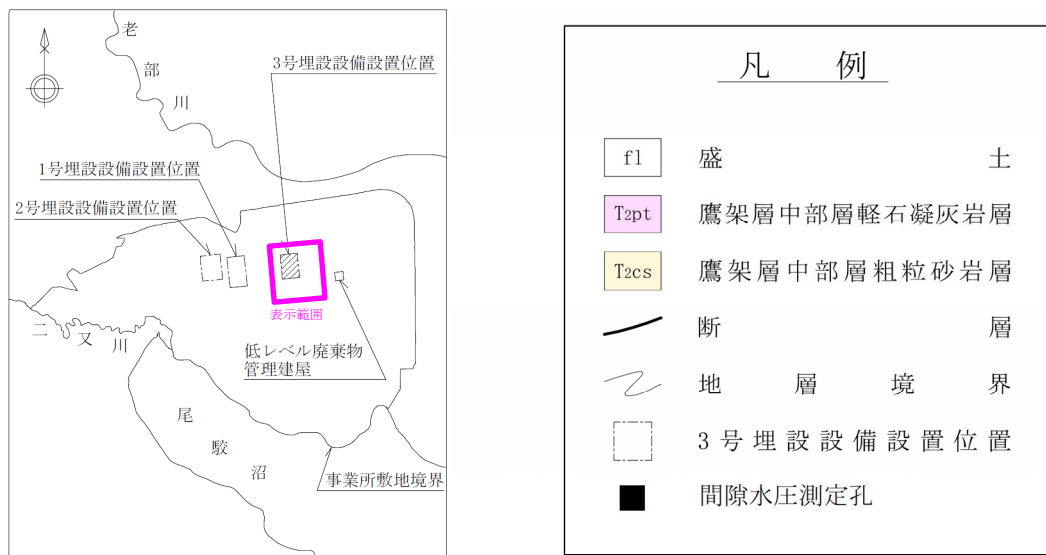 老部川
3号埋設設備設置位置
1号埋設設備設置位置
2号埋設設備設置位置
表示範囲
二又川
低レベル廃棄物
管理建屋
尾駮沼
事業所敷地境界
凡 例
fl 盛土
T2pt 鷹架層中部層軽石凝灰岩層
T2cs 鷹架層中部層粗粒砂岩層
断層
地層境界
3号埋設設備設置位置
間隙水圧測定孔